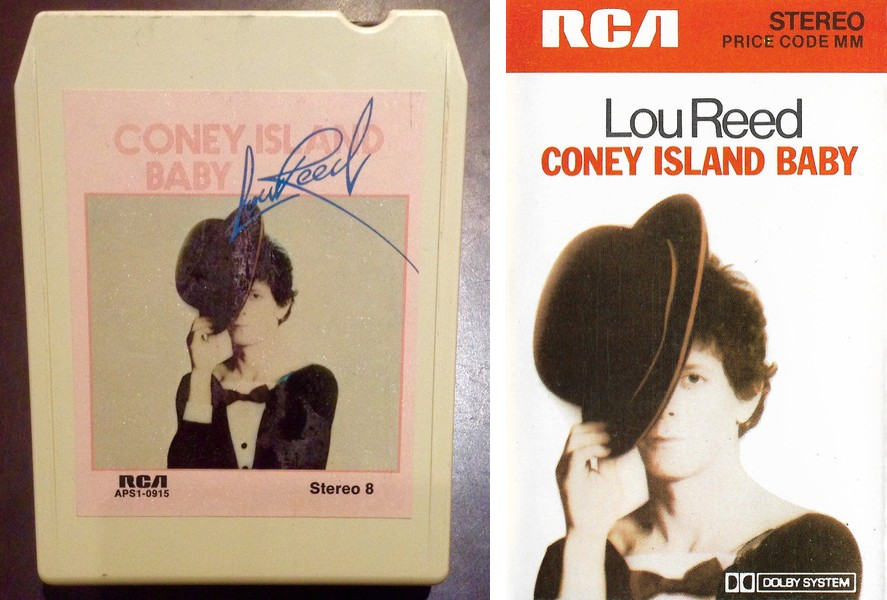 CONEY ISLAND
BABY
Lou Reed
RCA
APS1-0915
Stereo 8
RCA
STEREO
PRICE CODE MM
Lou Reed
CONEY ISLAND BABY
DOLBY SYSTEM